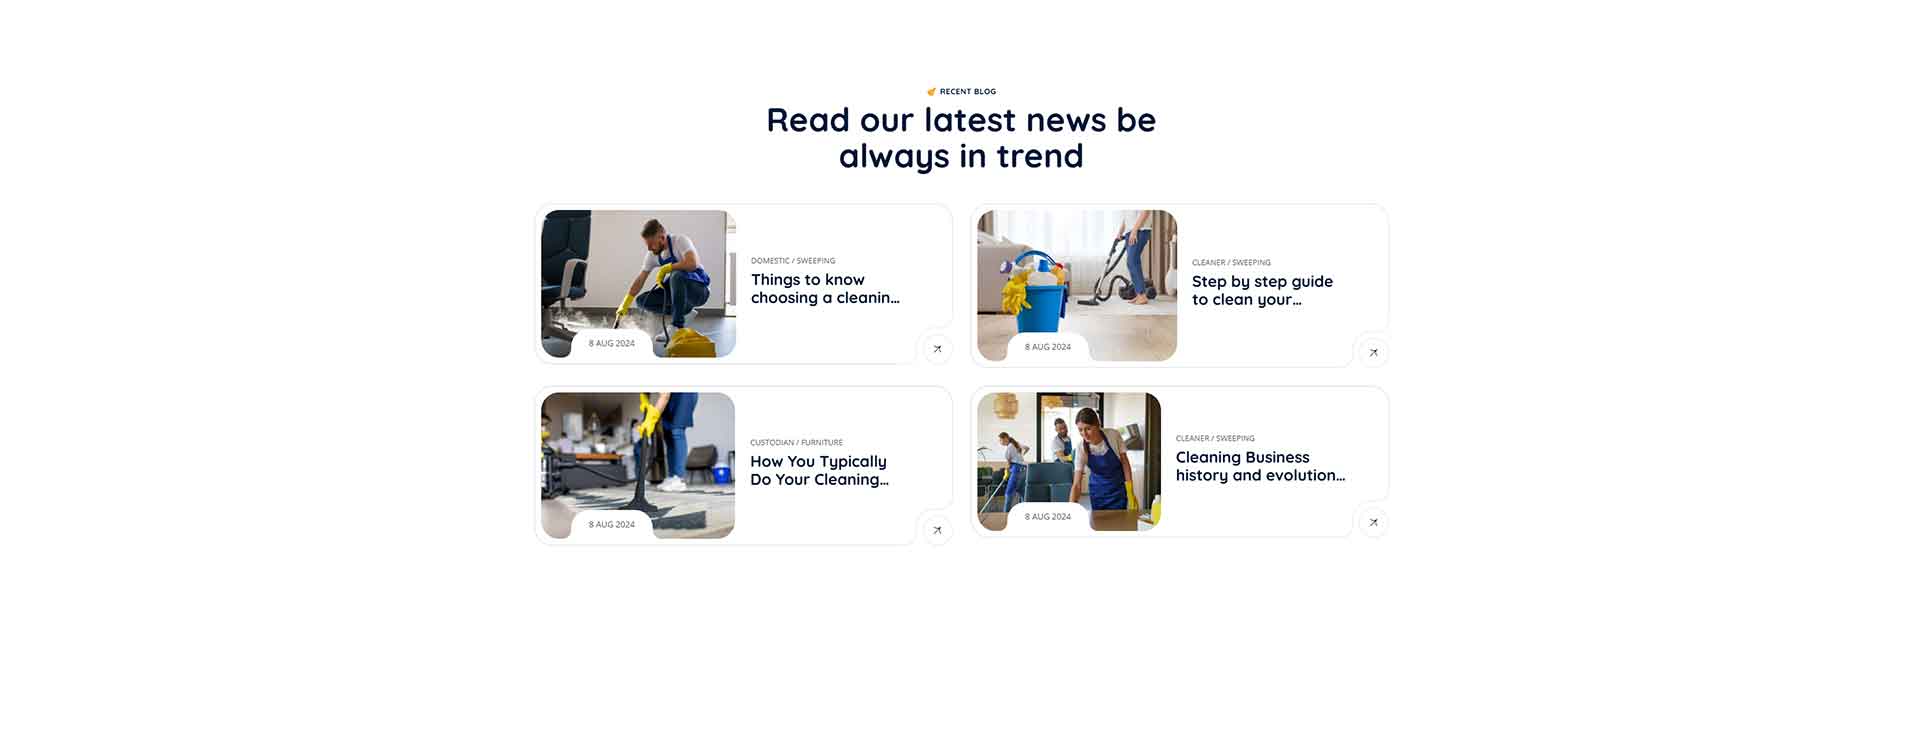 RECENT BLOG
Read our latest news be
always in trend
DOMESTIC / SWEEPING
Things to know
choosing a cleanin...
8 AUG 2024
CLEANER / SWEEPING
Step by step guide
to clean your...
8 AUG 2024
CUSTODIAN / FURNITURE
How You Typically
Do Your Cleaning...
8 AUG 2024
CLEANER / SWEEPING
Cleaning Business
history and evolution...
8 AUG 2024